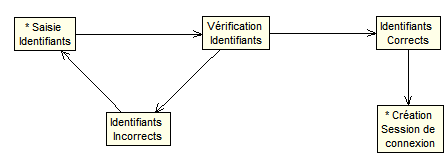 * Saisie
Identifiants
Vérification
Identifiants
Identifiants
Corrects
Identifiants
Incorrects
* Création
Session de
connexion